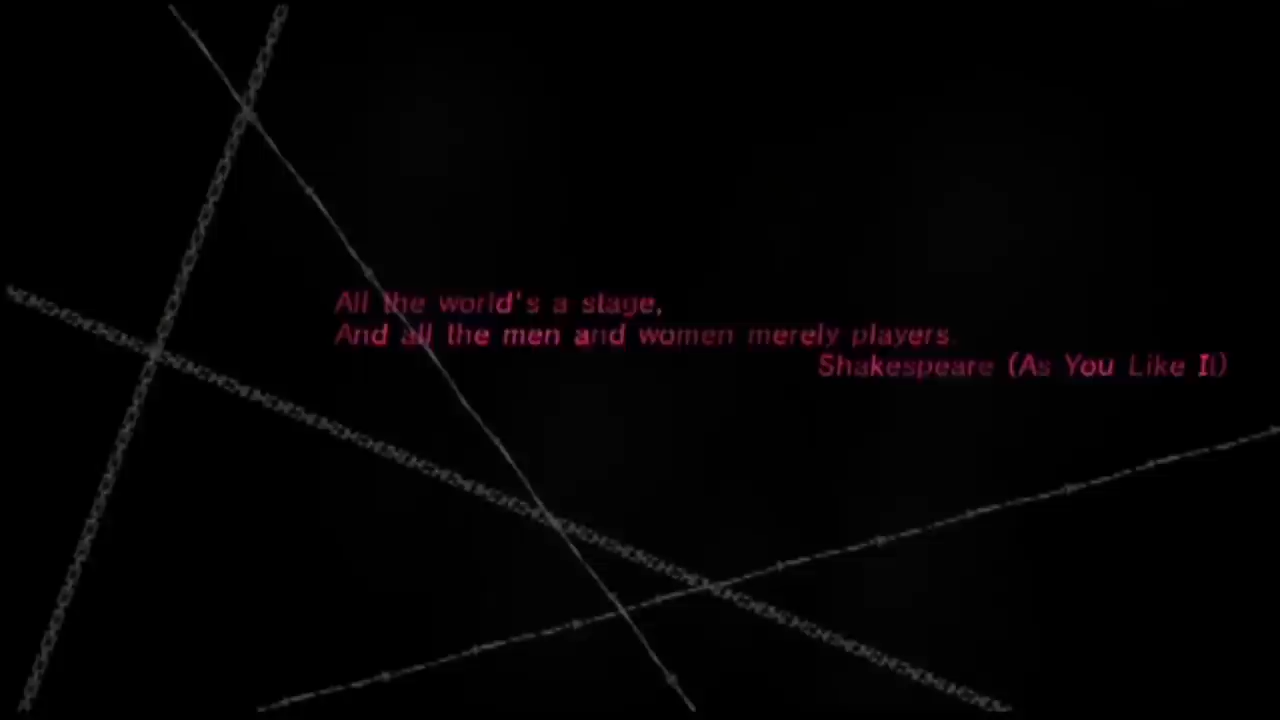 All the world's a stage,
And all the men and women merely players.
Shakespeare (As You Like It)